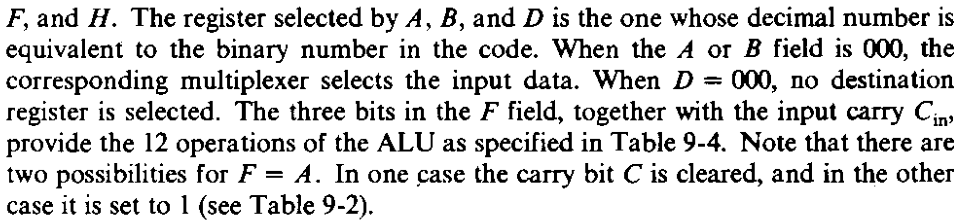 F, and H. The register selected by A, B, and D is the one whose decimal number is
equivalent to the binary number in the code. When the A or B field is 000, the
corresponding multiplexer selects the input data. When D = 000, no destination
register is selected. The three bits in the F field, together with the input carry C_in,
provide the 12 operations of the ALU as specified in Table 9-4. Note that there are
two possibilities for F = A. In one case the carry bit C is cleared, and in the other
case it is set to 1 (see Table 9-2).